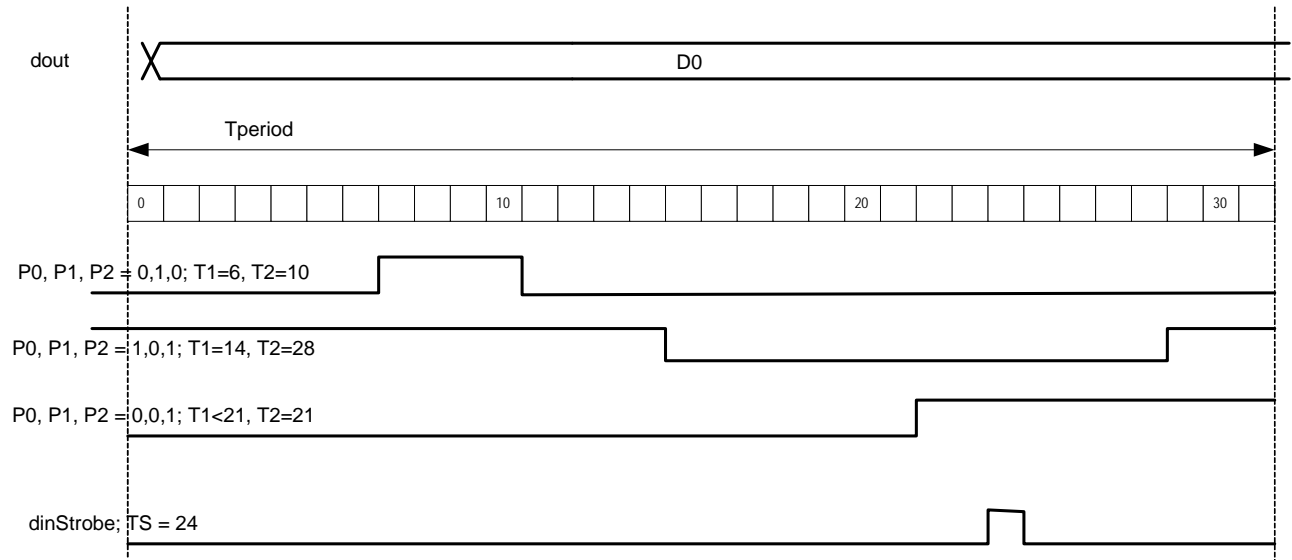 dout
D0
Tperiod
0 10 20 30
P0, P1, P2 = 0,1,0; T1=6, T2=10
P0, P1, P2 = 1,0,1; T1=14, T2=28
P0, P1, P2 = 0,0,1; T1<21, T2=21
dinStrobe; TS = 24